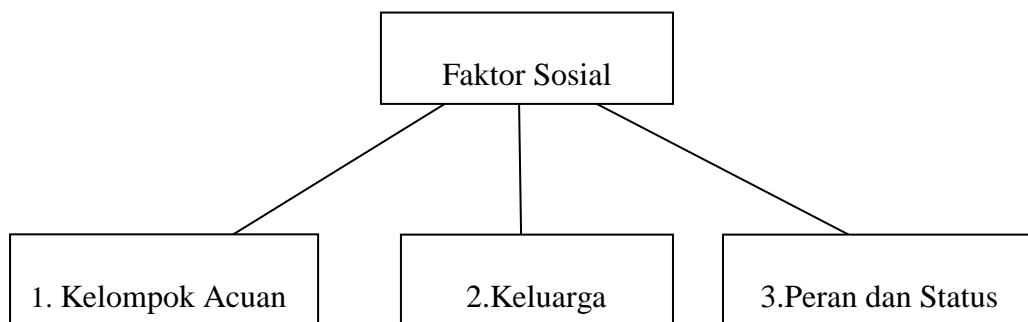 Faktor Sosial
1. Kelompok Acuan
2.Keluarga
3.Peran dan Status